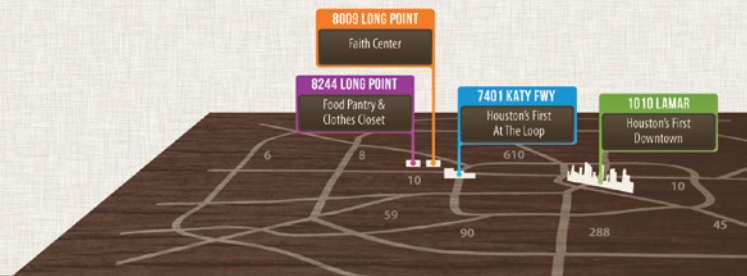 8009 LONG POINT
Faith Center
8244 LONG POINT
Food Pantry &
Clothes Closet
7401 KATY FWY
Houston's First
At The Loop
1010 LAMAR
Houston's First
Downtown
6
8
610
10
10
59
90
288
45